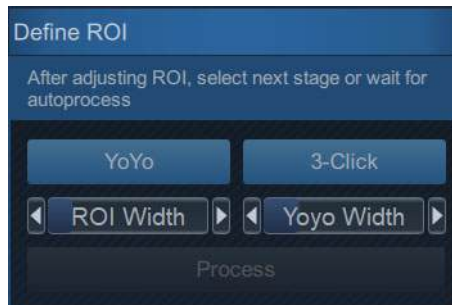 Define ROI
After adjusting ROI, select next stage or wait for
autoprocess
YoYo 3-Click
ROI Width Yoyo Width
Process